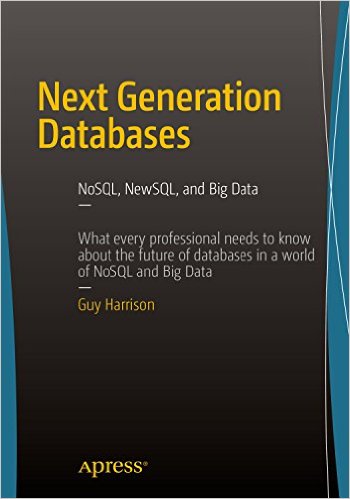 Next Generation
Databases
NoSQL, NewSQL, and Big Data
—
What every professional needs to know
about the future of databases in a world
of NoSQL and Big Data
—
Guy Harrison
Apress®